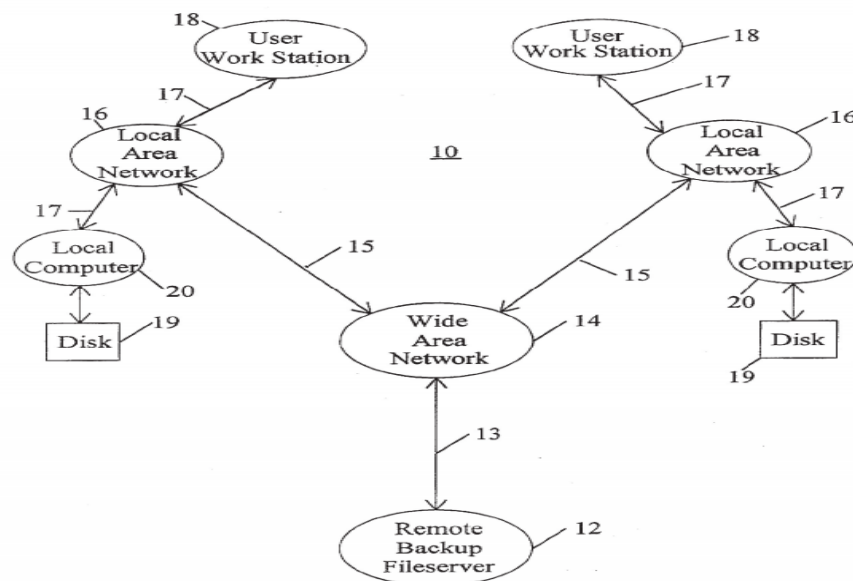 18
User
Work Station
17
16
Local
Area
Network
17
Local
Computer
20
Disk
19
10
User
Work Station
18
17
16
Local
Area
Network
17
Local
Computer
20
Disk
19
15
15
Wide
Area
Network
14
13
Remote
Backup
Fileserver
12